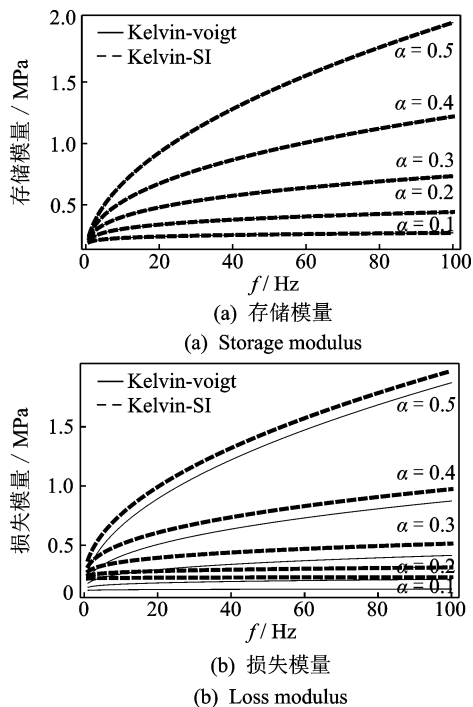 2.0
Kelvin-voigt
Kelvin-SI
α = 0.5
1.5
存储模量 / MPa
α = 0.4
1.0
α = 0.3
α = 0.2
0.5
α = 0.1
0 20 40 60 80 100
f / Hz
(a) 存储模量
(a) Storage modulus
Kelvin-voigt
Kelvin-SI
α = 0.5
1.5
损失模量 / MPa
α = 0.4
1.0
α = 0.3
0.5
α = 0.2
α = 0.1
0
0 20 40 60 80 100
f / Hz
(b) 损失模量
(b) Loss modulus